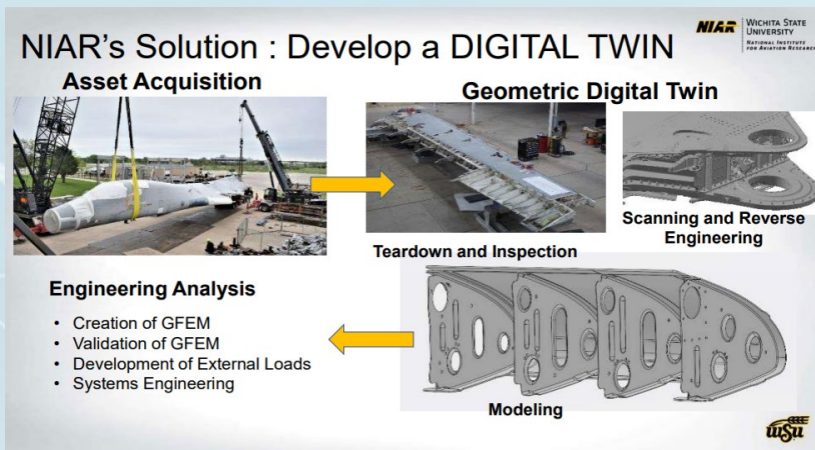 NIAR's Solution : Develop a DIGITAL TWIN
NIAR
WICHITA STATE
UNIVERSITY
NATIONAL INSTITUTE
FOR AVIATION RESEARCH
Asset Acquisition
Geometric Digital Twin
Scanning and Reverse
Engineering
Teardown and Inspection
Engineering Analysis
• Creation of GFEM
• Validation of GFEM
• Development of External Loads
• Systems Engineering
Modeling
wsu